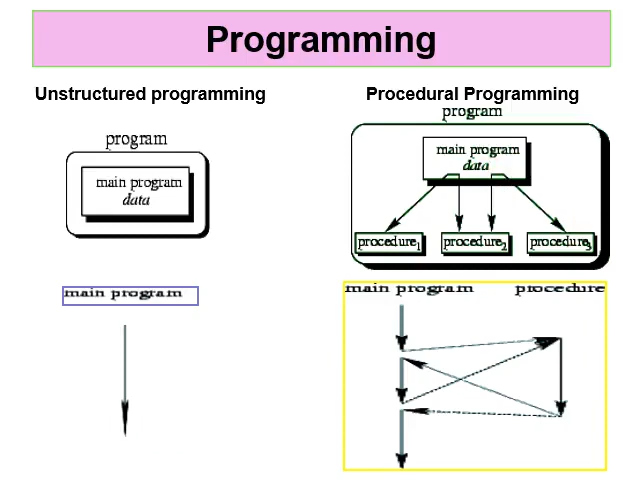 Programming
Unstructured programming
program
main program
data
main program
Procedural Programming
program
main program
data
procedure1
procedure2
procedure3
main program
procedure